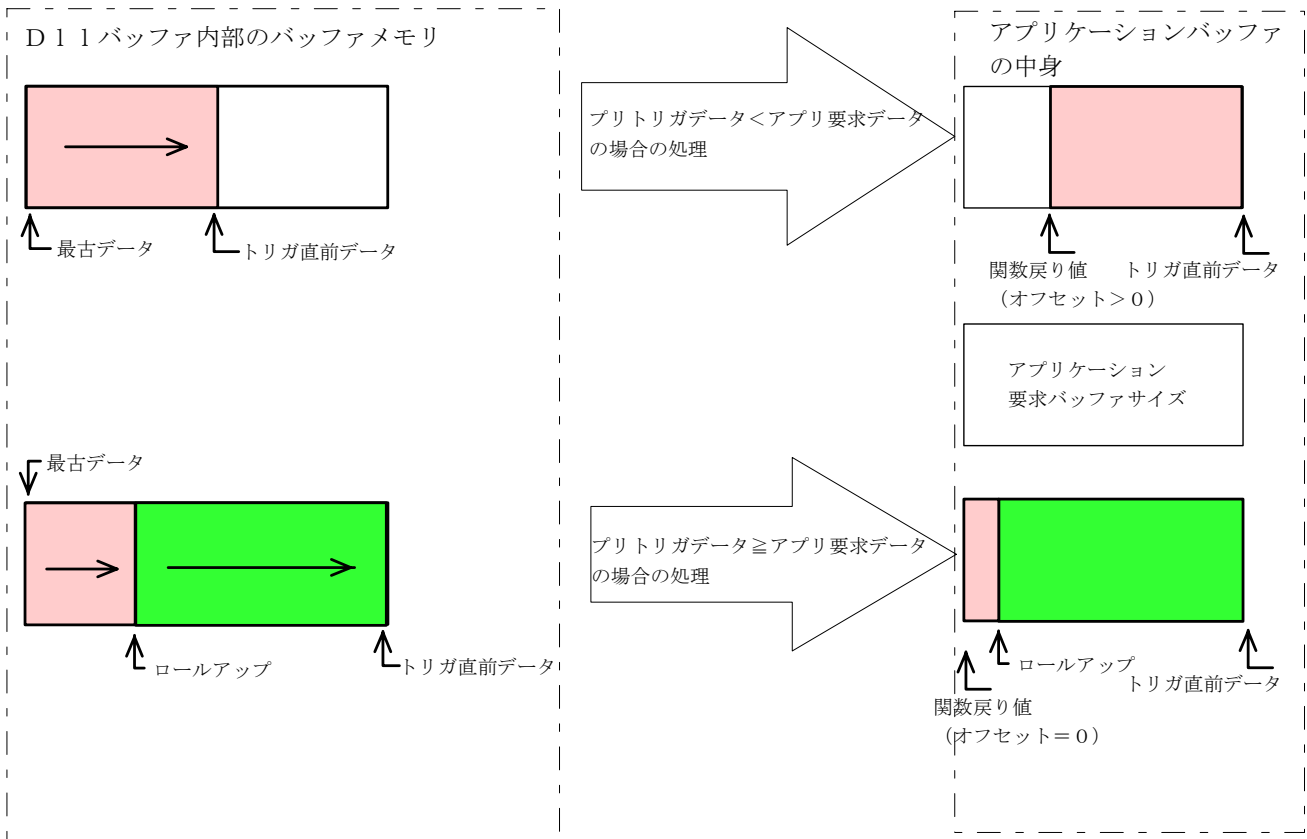 Ｄ１１バッファ内部のバッファメモリ
最古データ
トリガ直前データ
プリトリガデータ＜アプリ要求データ
の場合の処理
アプリケーションバッファ
の中身
関数戻り値
（オフセット＞０）
トリガ直前データ
アプリケーション
要求バッファサイズ
最古データ
ロールアップ
トリガ直前データ
プリトリガデータ≧アプリ要求データ
の場合の処理
ロールアップ
トリガ直前データ
関数戻り値
（オフセット＝０）